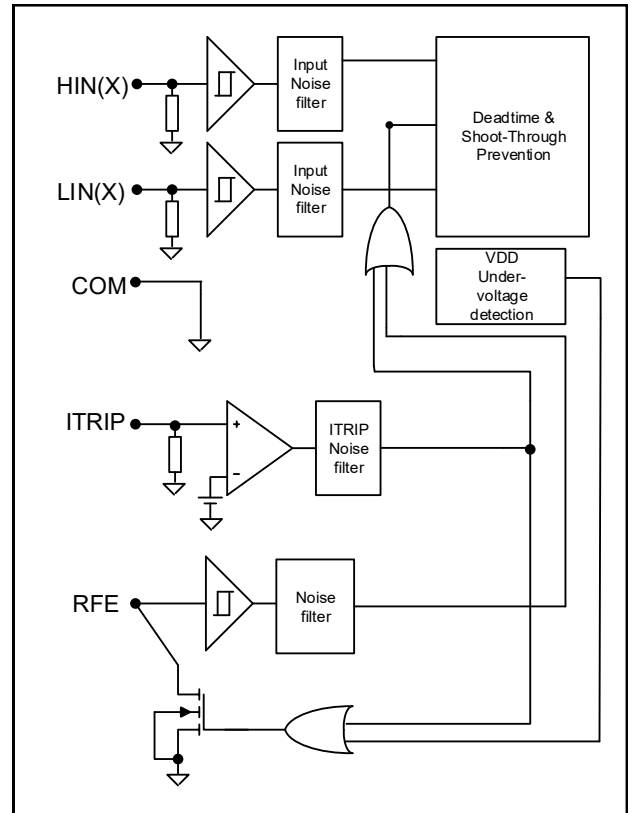 HIN(X)
Input
Noise
filter
Deadtime &
Shoot-Through
Prevention
LIN(X)
Input
Noise
filter
VDD
Under-
voltage
detection
COM
ITRIP
+
−
ITRIP
Noise
filter
RFE
Noise
filter